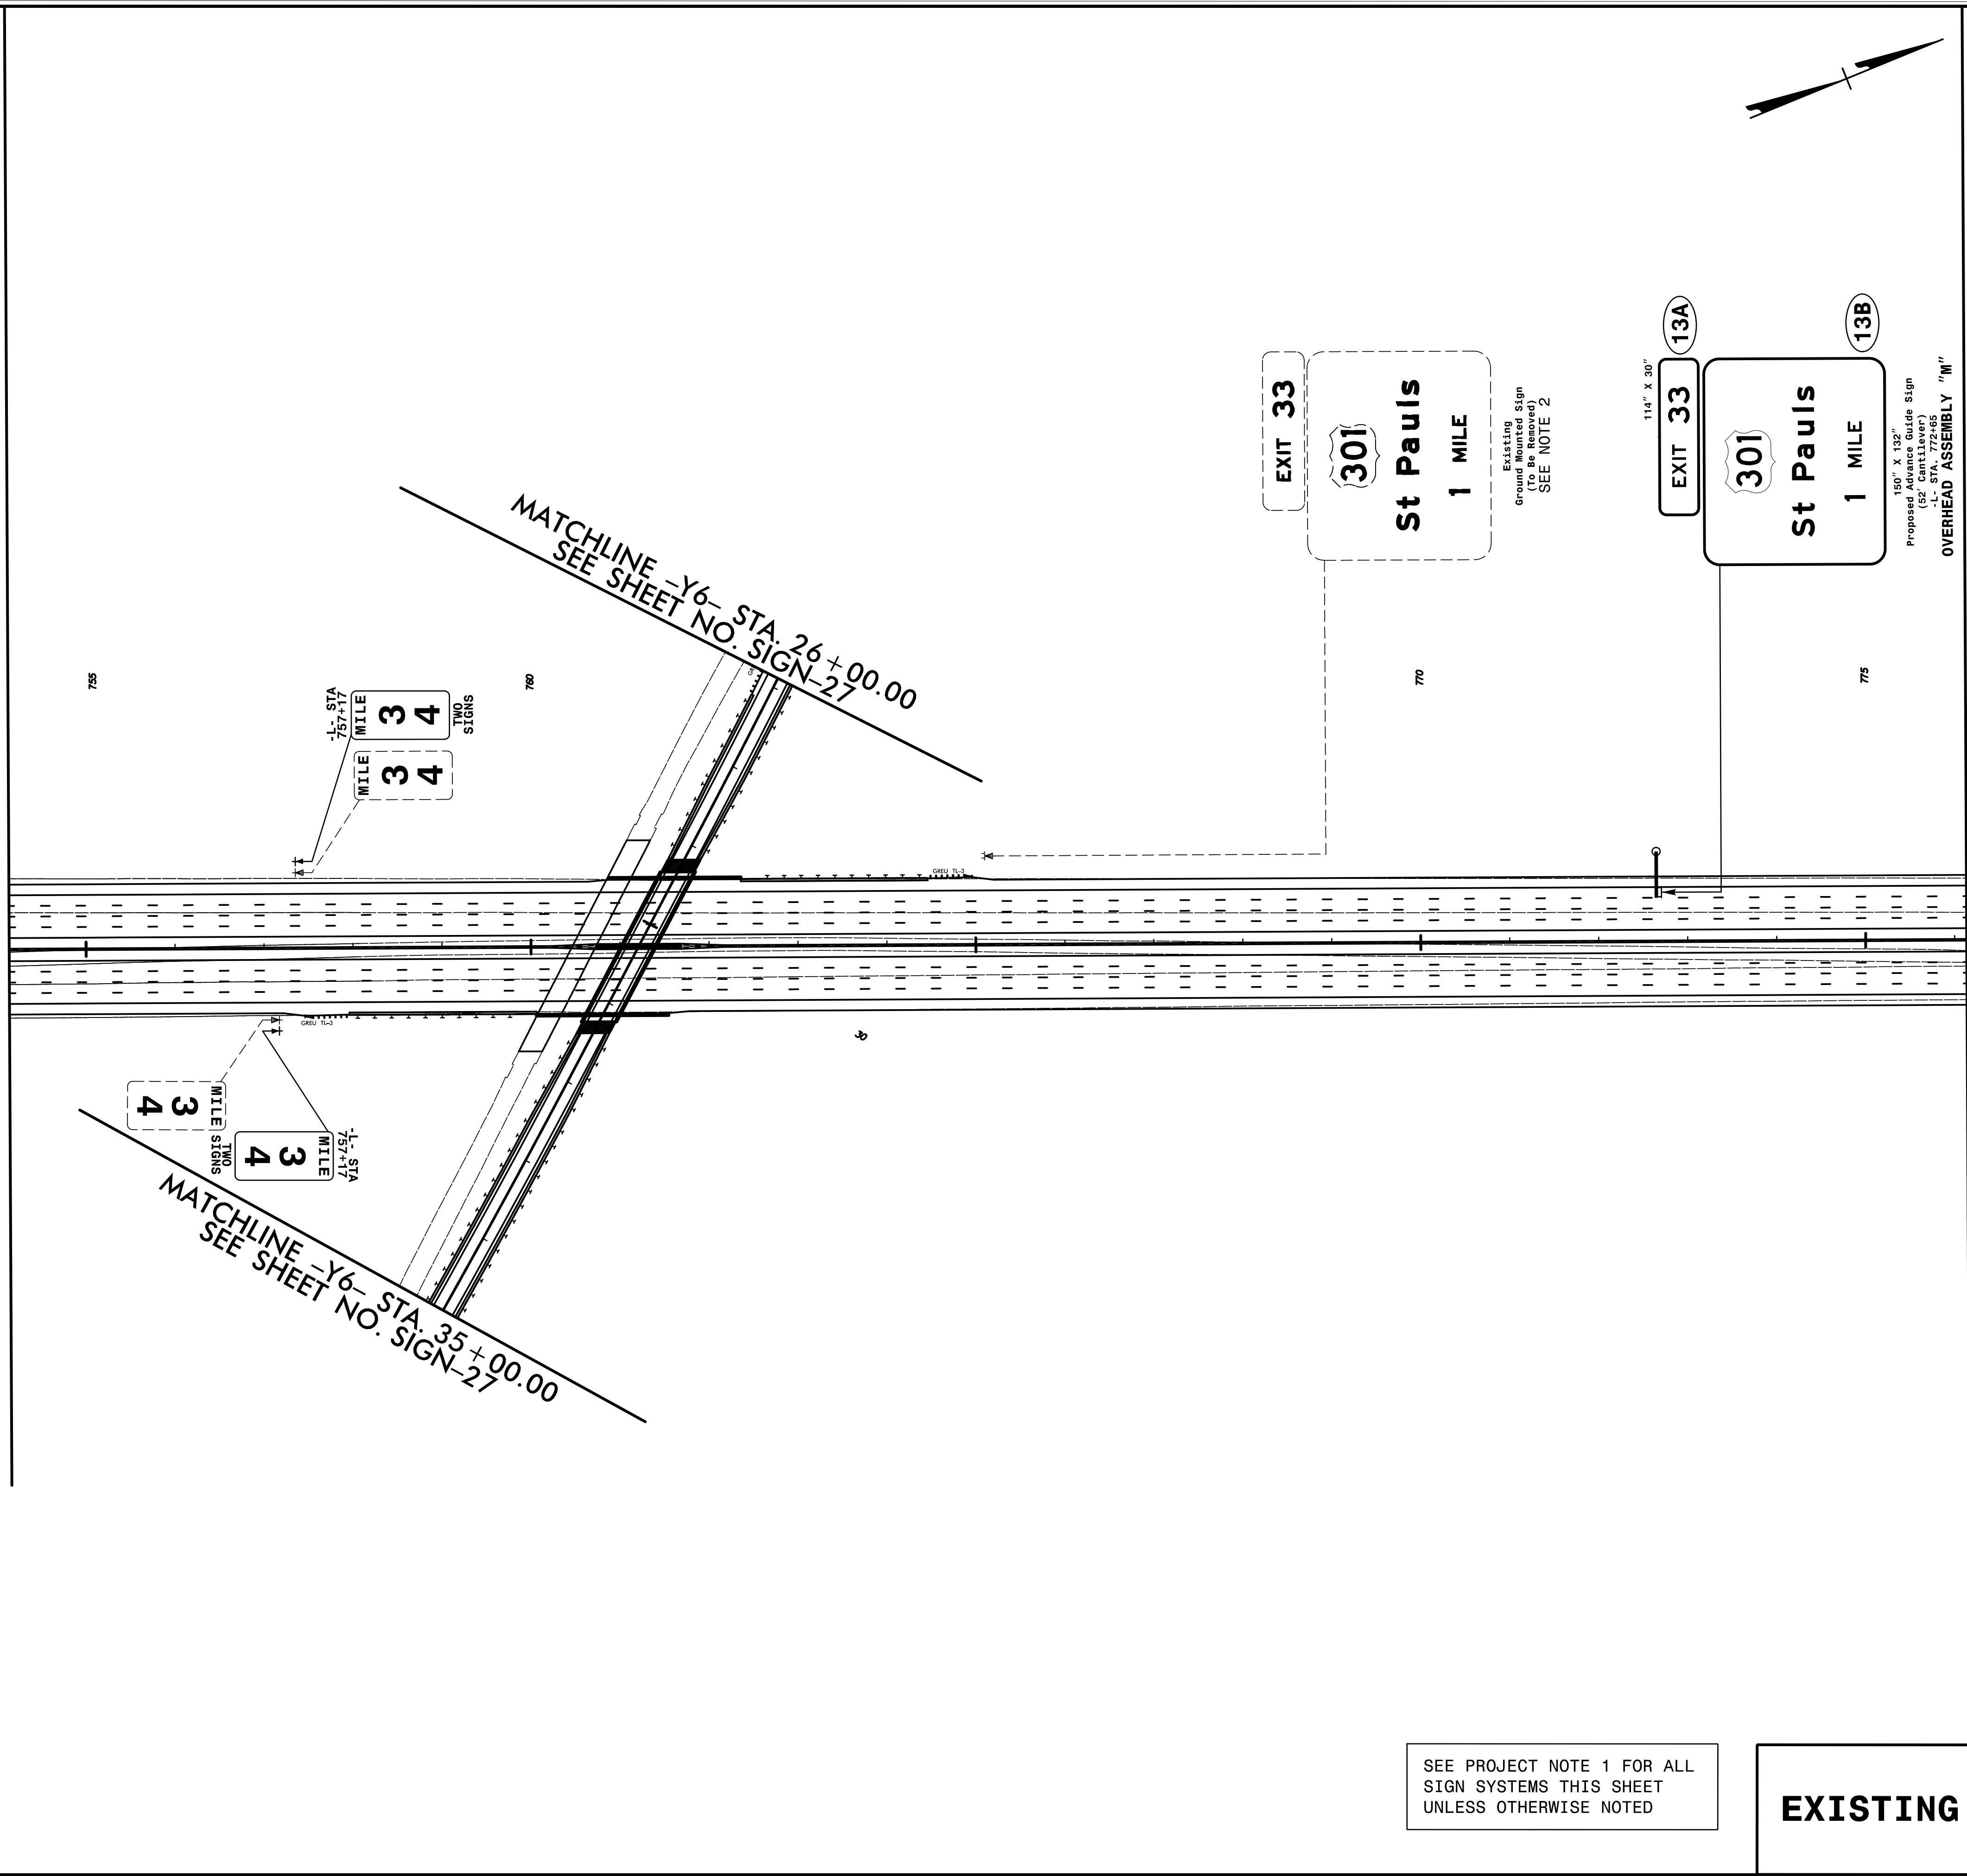 13A
13B
114" X 30"
EXIT 33
301
St Pauls
1 MILE
Existing
Ground Mounted Sign
(To Be Removed)
SEE NOTE 2
EXIT 33
301
St Pauls
1 MILE
150" X 132"
Proposed Advance Guide Sign
(52' Cantilever)
-L- STA. 772+65
OVERHEAD ASSEMBLY "M"
MATCHLINE -Y6- STA. 26+00.00
SEE SHEET NO. SIGN-27
755
760
770
775
-L- STA
757+17
MILE
3
4
TWO
SIGNS
MILE
3
4
GREU TL-3
GREU TL-3
30
MILE
3
4
-L- STA
757+17
MILE
3
4
TWO
SIGNS
MATCHLINE -Y6- STA. 35+00.00
SEE SHEET NO. SIGN-27
SEE PROJECT NOTE 1 FOR ALL
SIGN SYSTEMS THIS SHEET
UNLESS OTHERWISE NOTED
EXISTING